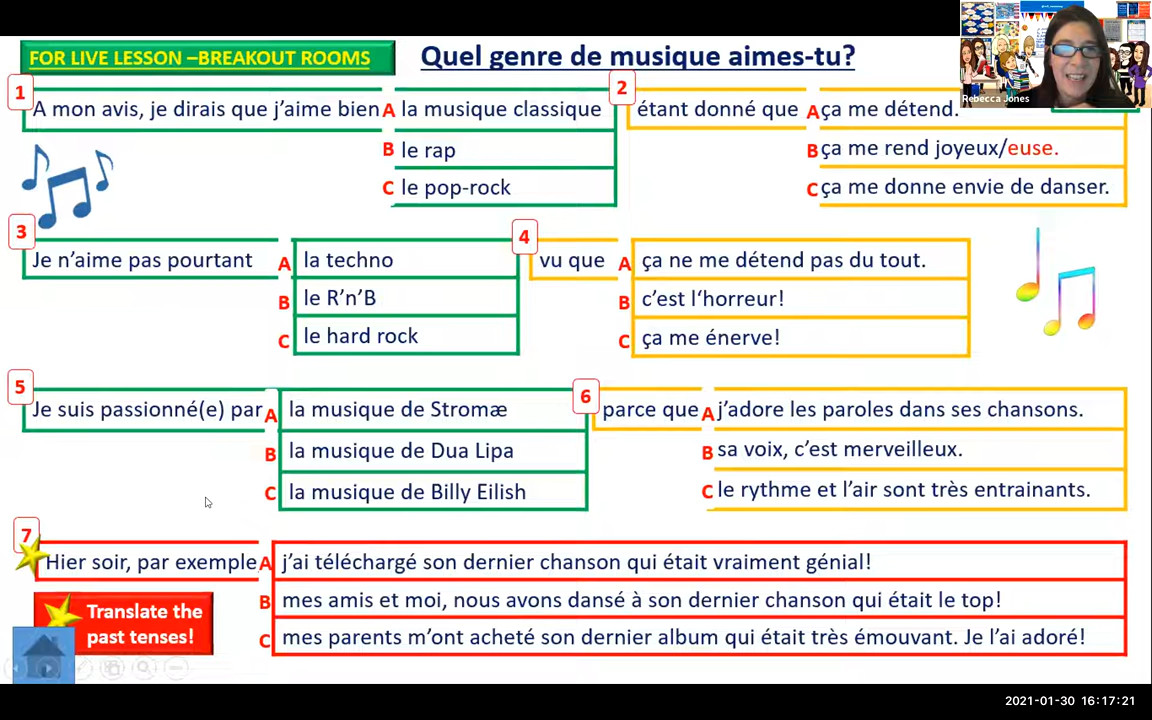 FOR LIVE LESSON –BREAKOUT ROOMS
Quel genre de musique aimes-tu?
Rebecca Jones
1
A mon avis, je dirais que j’aime bien
A la musique classique
B le rap
C le pop-rock
2
étant donné que
A ça me détend.
B ça me rend joyeux/euse.
C ça me donne envie de danser.
3
Je n’aime pas pourtant
A la techno
B le R’n’B
C le hard rock
4
vu que
A ça ne me détend pas du tout.
B c’est l‘horreur!
C ça me énerve!
5
Je suis passionné(e) par
A la musique de Stromæ
B la musique de Dua Lipa
C la musique de Billy Eilish
6
parce que
A j’adore les paroles dans ses chansons.
B sa voix, c’est merveilleux.
C le rythme et l’air sont très entrainants.
7
Hier soir, par exemple
A j’ai téléchargé son dernier chanson qui était vraiment génial!
B mes amis et moi, nous avons dansé à son dernier chanson qui était le top!
C mes parents m’ont acheté son dernier album qui était très émouvant. Je l’ai adoré!
Translate the
past tenses!
2021-01-30 16:17:21